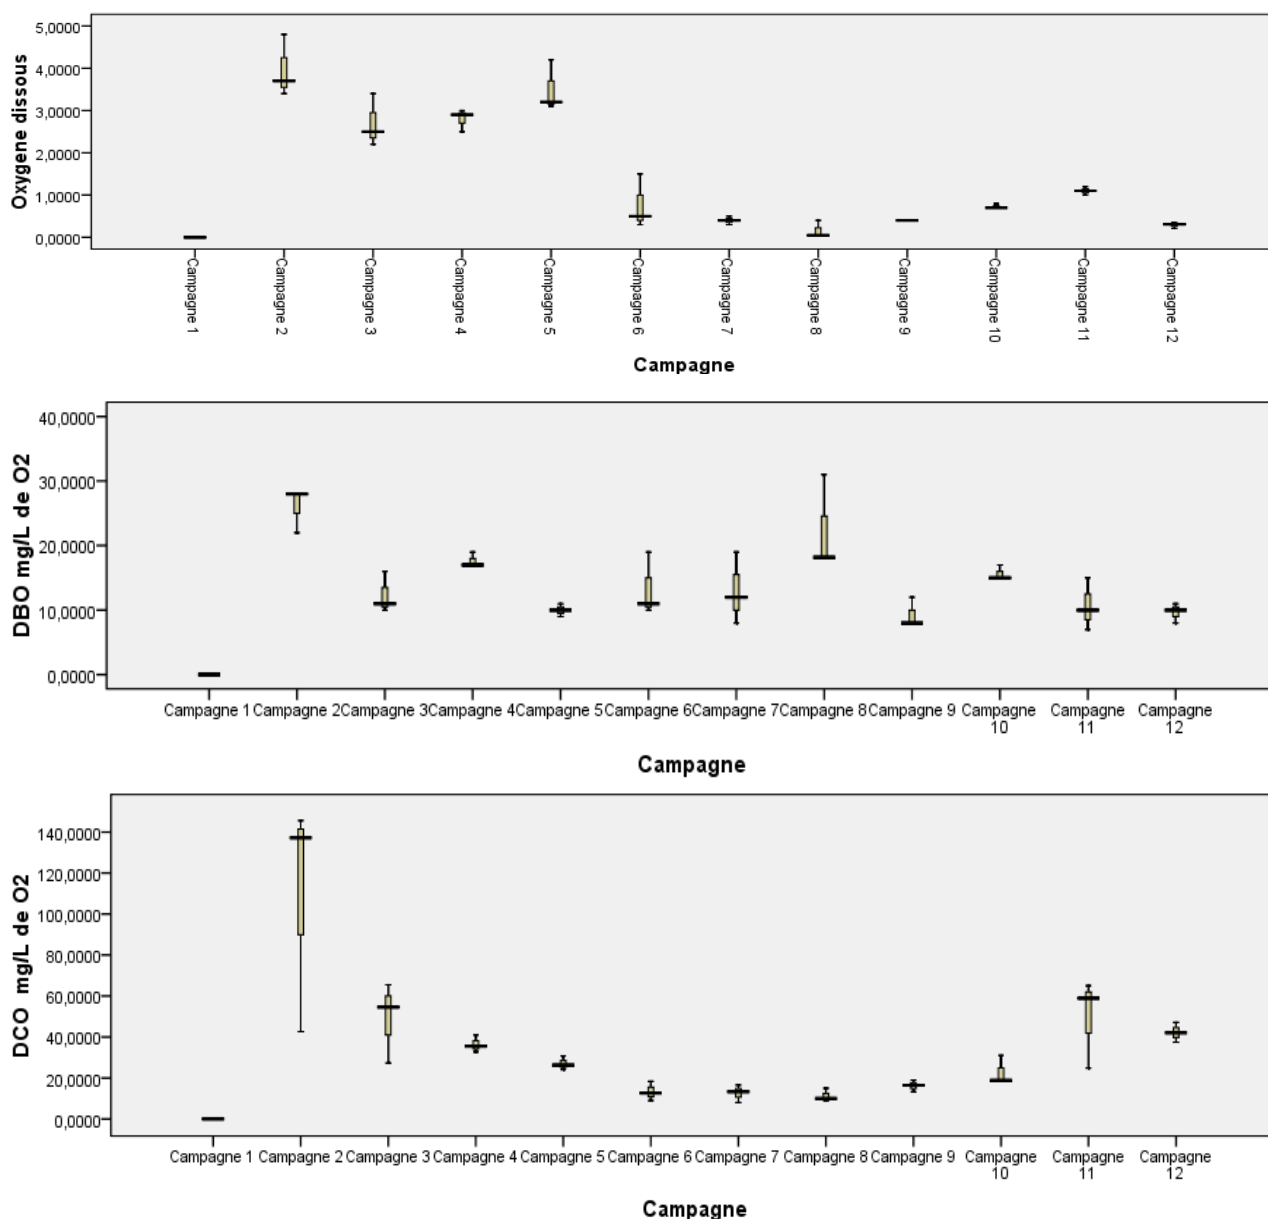 Oxygene dissous
5,0000
4,0000
3,0000
2,0000
1,0000
0,0000
Campagne 1
Campagne 2
Campagne 3
Campagne 4
Campagne 5
Campagne 6
Campagne 7
Campagne 8
Campagne 9
Campagne 10
Campagne 11
Campagne 12
Campagne
DBO mg/L de O2
40,0000
30,0000
20,0000
10,0000
0,0000
Campagne 1 Campagne 2 Campagne 3 Campagne 4 Campagne 5 Campagne 6 Campagne 7 Campagne 8 Campagne 9 Campagne Campagne Campagne
10 11 12
Campagne
DCO mg/L de O2
140,0000
120,0000
100,0000
80,0000
60,0000
40,0000
20,0000
0,0000
Campagne 1 Campagne 2 Campagne 3 Campagne 4 Campagne 5 Campagne 6 Campagne 7 Campagne 8 Campagne 9 Campagne Campagne Campagne
10 11 12
Campagne